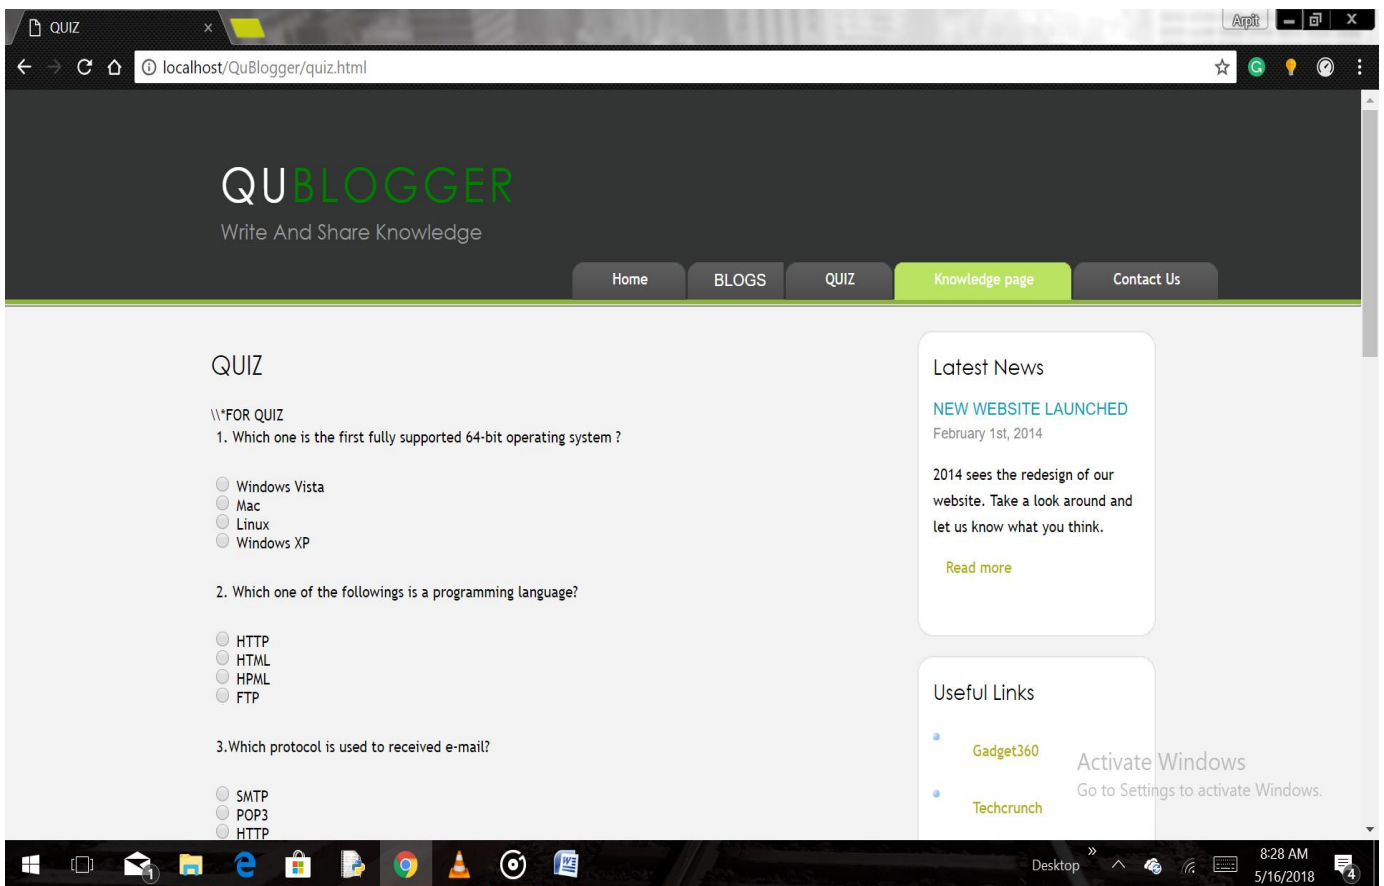 QUIZ
Arpit
localhost/QuBlogger/quiz.html
QUBLOGGER
Write And Share Knowledge
Home
BLOGS
QUIZ
Knowledge page
Contact Us
QUIZ
\\*FOR QUIZ
1. Which one is the first fully supported 64-bit operating system ?
Windows Vista
Mac
Linux
Windows XP
2. Which one of the followings is a programming language?
HTTP
HTML
HPML
FTP
3.Which protocol is used to received e-mail?
SMTP
POP3
HTTP
Latest News
NEW WEBSITE LAUNCHED
February 1st, 2014
2014 sees the redesign of our
website. Take a look around and
let us know what you think.
Read more
Useful Links
Gadget360
Techcrunch
Activate Windows
Go to Settings to activate Windows.
Desktop
8:28 AM
5/16/2018